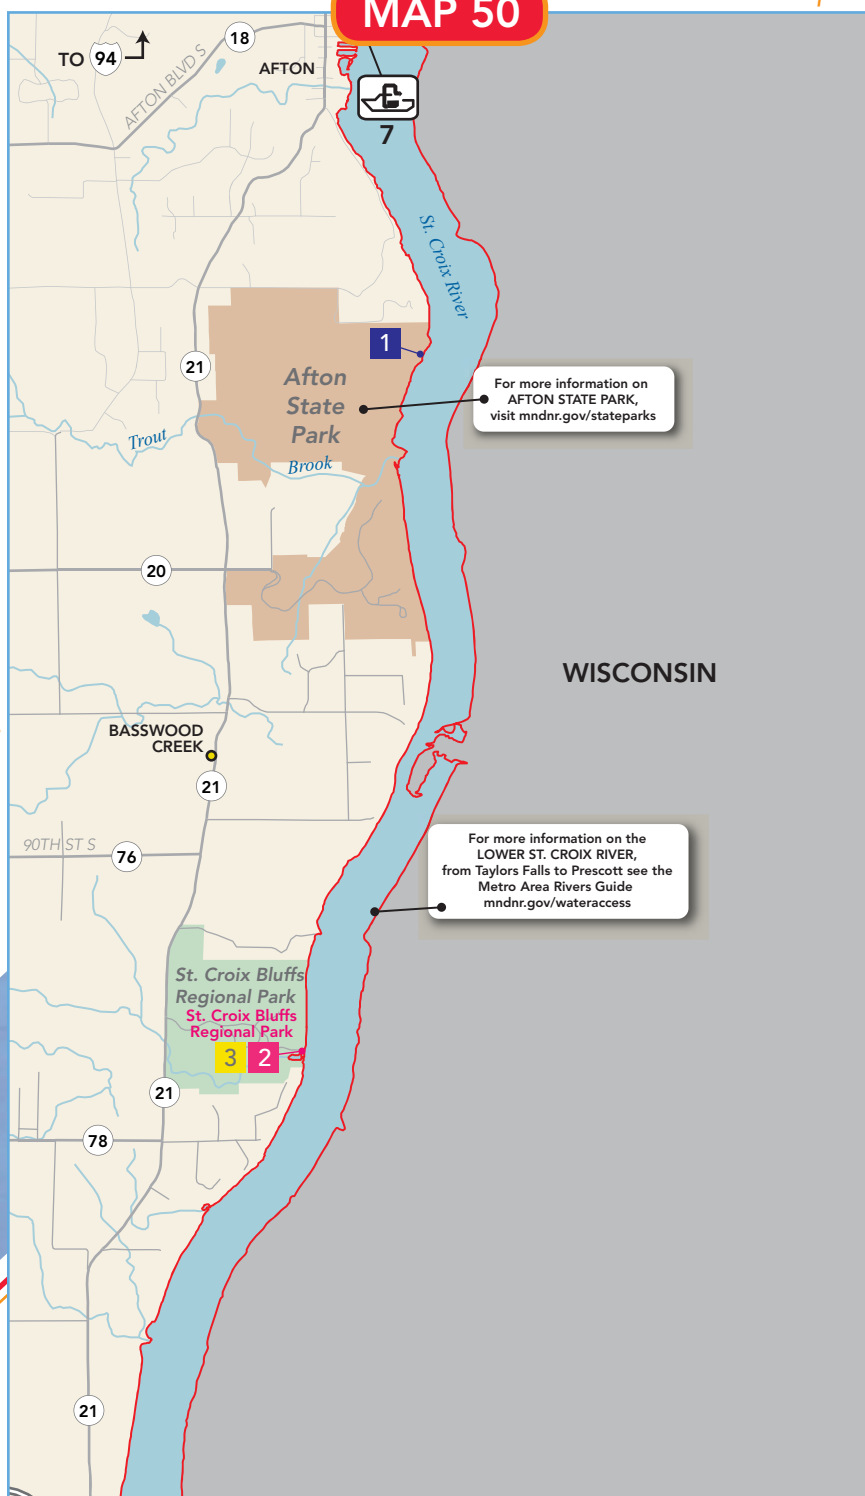 MAP 50
18
TO 94
AFTON BLVD S
AFTON
7
St. Croix River
1
21
Afton
State
Park
For more information on
AFTON STATE PARK,
visit mndnr.gov/stateparks
Trout
Brook
20
WISCONSIN
BASSWOOD
CREEK
21
90TH ST S
76
For more information on the
LOWER ST. CROIX RIVER,
from Taylors Falls to Prescott see the
Metro Area Rivers Guide
mndnr.gov/wateraccess
St. Croix Bluffs
Regional Park
St. Croix Bluffs
Regional Park
3 2
21
78
21